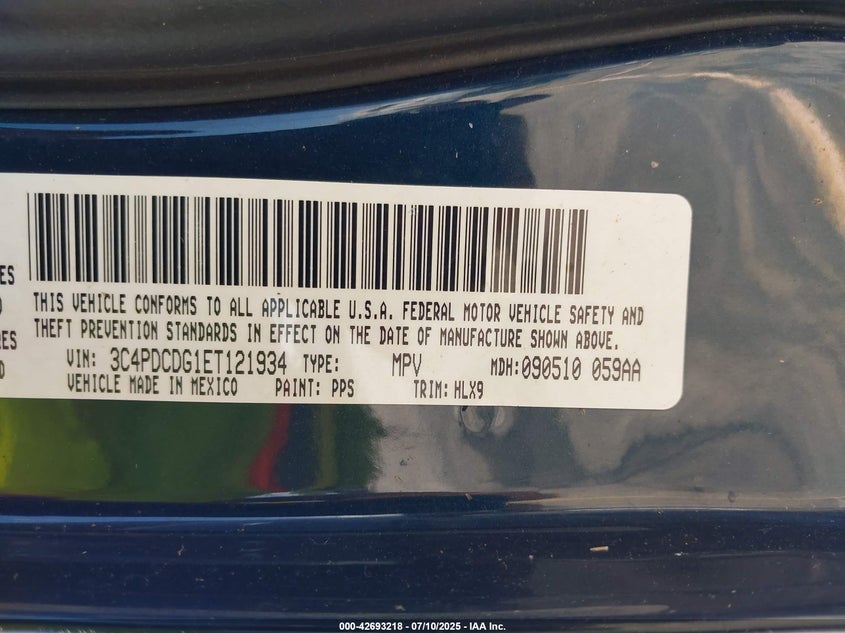 ES
THIS VEHICLE CONFORMS TO ALL APPLICABLE U.S.A. FEDERAL MOTOR VEHICLE SAFETY AND
RES
THEFT PREVENTION STANDARDS IN EFFECT ON THE DATE OF MANUFACTURE SHOWN ABOVE.
VIN: 3C4PDCDG1ET121934 TYPE: MPV MDH: 090510 059AA
VEHICLE MADE IN MEXICO PAINT: PPS TRIM: HLX9
000-42693218 - 07/10/2025 - IAA Inc.